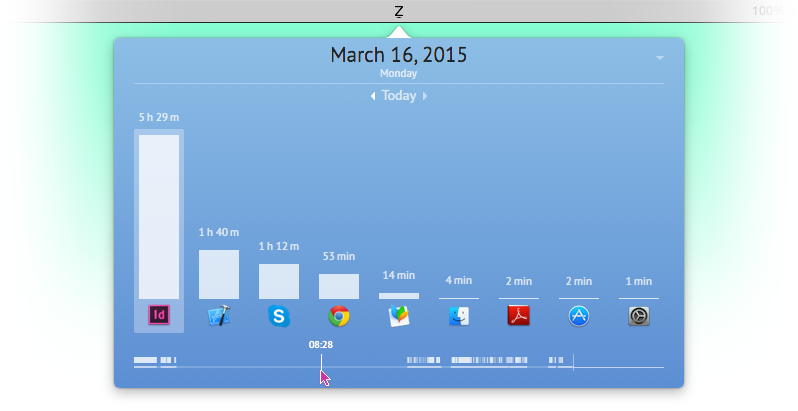 Z
100%
March 16, 2015
Monday
Today
5 h 29 m
1 h 40 m
1 h 12 m
53 min
14 min
4 min
2 min
2 min
1 min
Id
S
08:28